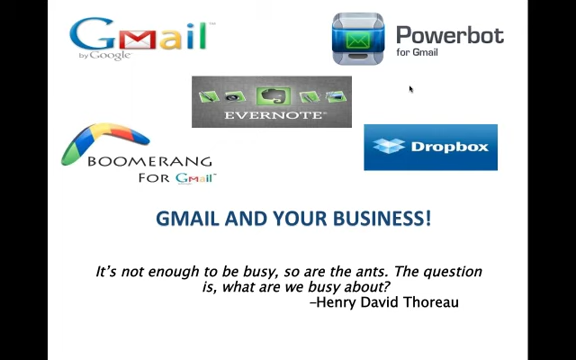 Gmail™
by Google
Powerbot
for Gmail
EVERNOTE
BOOMERANG
FOR Gmail
Dropbox
GMAIL AND YOUR BUSINESS!
It's not enough to be busy, so are the ants. The question
is, what are we busy about?
–Henry David Thoreau